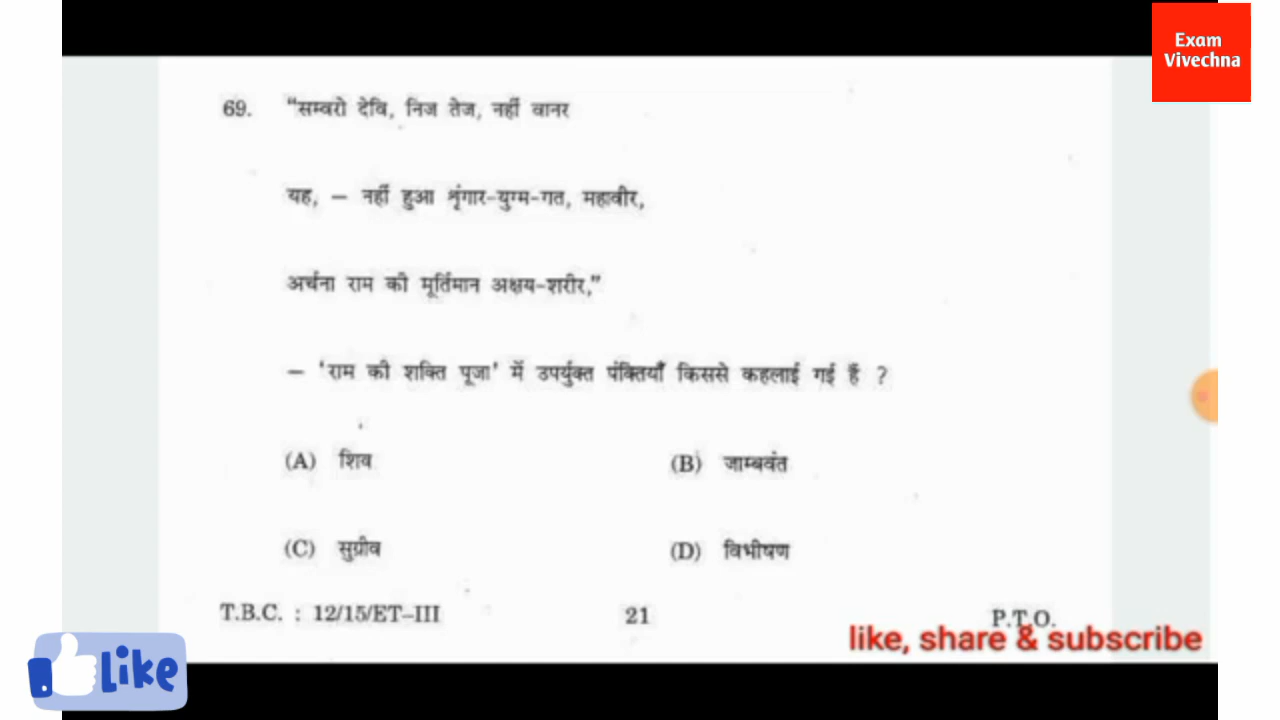 Exam
Vivechna
69. "सम्वरो देवि, निज तेज, नहीं वानर
यह, – नहीं हुआ शृंगार-युग्म-गत, महावीर,
अर्चना राम की मूर्तिमान अक्षय-शरीर,"
– 'राम की शक्ति पूजा' में उपर्युक्त पंक्तियाँ किससे कहलाई गई हैं ?
(A) शिव (B) जाम्बवंत
(C) सुग्रीव (D) विभीषण
T.B.C. : 12/15/ET–III 21 P.T.O.
like, share & subscribe
Like